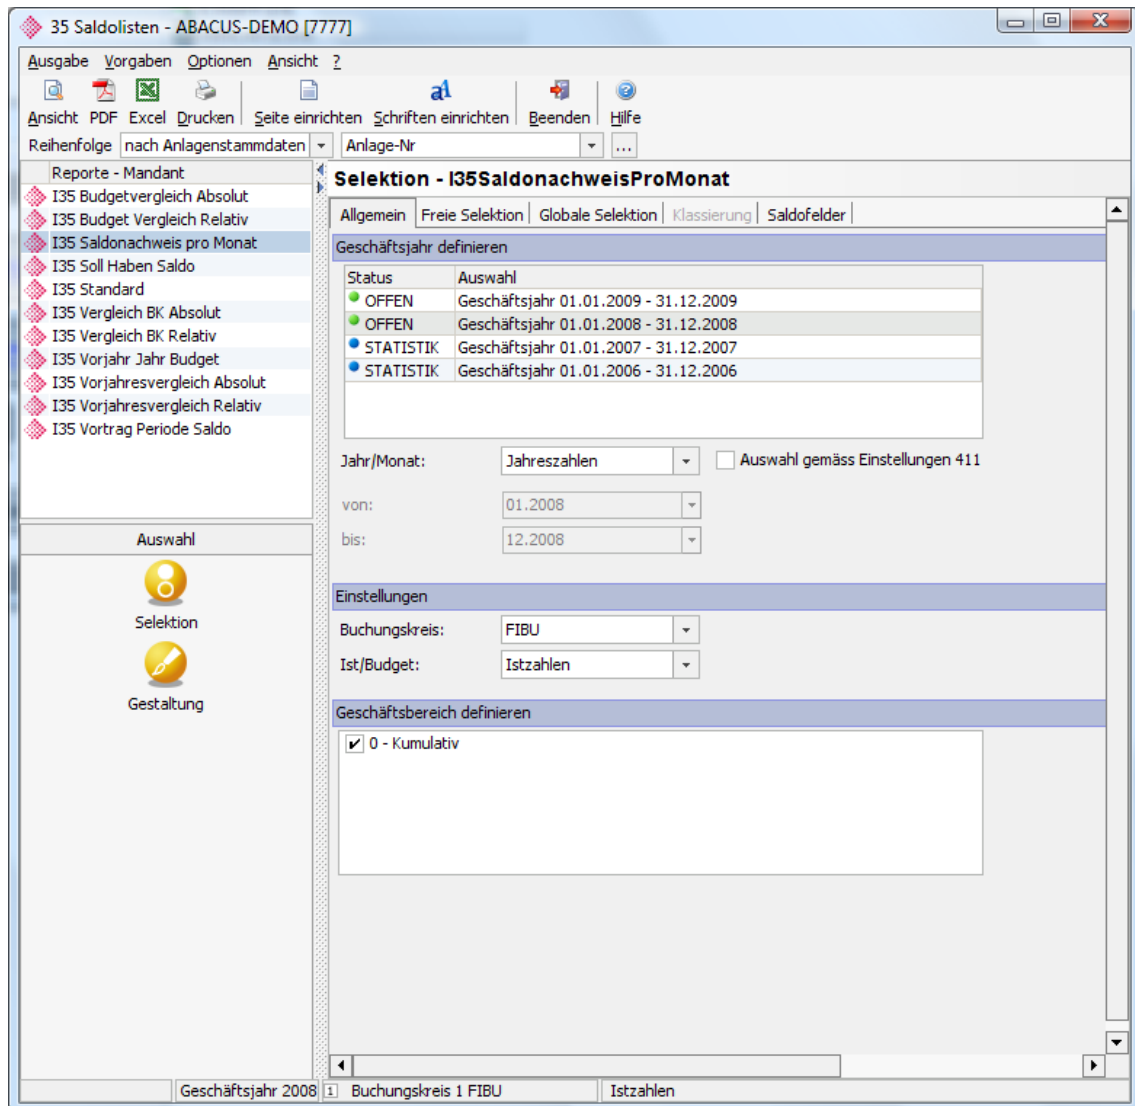 35 Saldolisten - ABACUS-DEMO [7777]
Ausgabe Vorgaben Optionen Ansicht ?
Ansicht PDF Excel Drucken Seite einrichten Schriften einrichten Beenden Hilfe
Reihenfolge nach Anlagenstammdaten Anlage-Nr ...
Reporte - Mandant
I35 Budgetvergleich Absolut
I35 Budget Vergleich Relativ
I35 Saldonachweis pro Monat
I35 Soll Haben Saldo
I35 Standard
I35 Vergleich BK Absolut
I35 Vergleich BK Relativ
I35 Vorjahr Jahr Budget
I35 Vorjahresvergleich Absolut
I35 Vorjahresvergleich Relativ
I35 Vortrag Periode Saldo
Auswahl
Selektion
Gestaltung
Selektion - I35SaldonachweisProMonat
Allgemein Freie Selektion Globale Selektion Klassierung Saldofelder
Geschäftsjahr definieren
Status Auswahl
OFFEN Geschäftsjahr 01.01.2009 - 31.12.2009
OFFEN Geschäftsjahr 01.01.2008 - 31.12.2008
STATISTIK Geschäftsjahr 01.01.2007 - 31.12.2007
STATISTIK Geschäftsjahr 01.01.2006 - 31.12.2006
Jahr/Monat: Jahreszahlen Auswahl gemäss Einstellungen 411
von: 01.2008
bis: 12.2008
Einstellungen
Buchungskreis: FIBU
Ist/Budget: Istzahlen
Geschäftsbereich definieren
0 - Kumulativ
Geschäftsjahr 2008 1 Buchungskreis 1 FIBU Istzahlen